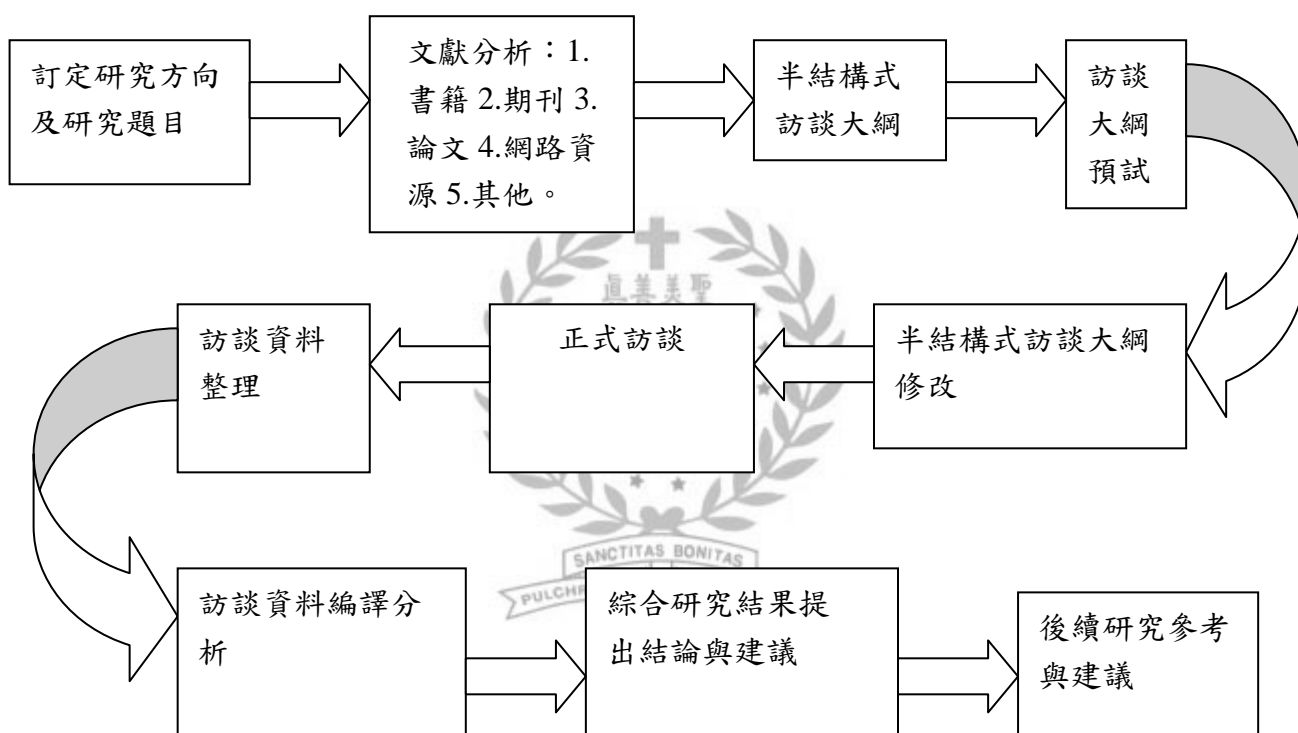 訂定研究方向
及研究題目
文獻分析：1.
書籍 2.期刊 3.
論文 4.網路資
源 5.其他。
半結構式
訪談大綱
訪談
大綱
預試
半結構式訪談大綱
修改
正式訪談
訪談資料
整理
真善美聖
SANCTITAS BONITAS
訪談資料編譯分
析
綜合研究結果提
出結論與建議
後續研究參考
與建議